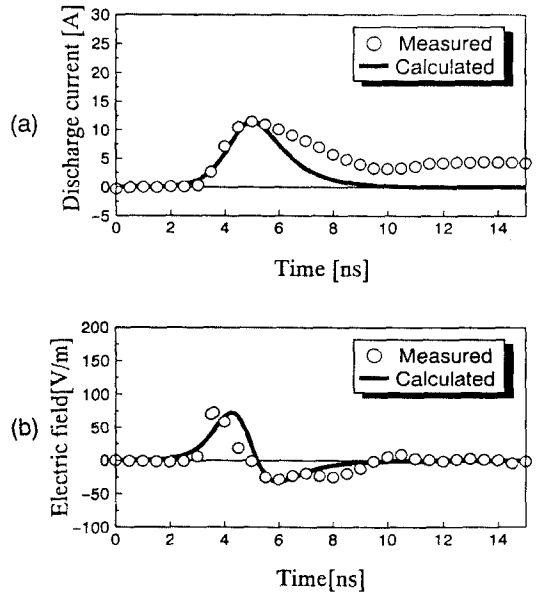 (a)
Discharge current [A]
30
25
20
15
10
5
0
-5
Measured
Calculated
0 2 4 6 8 10 12 14
Time [ns]
(b)
Electric field[V/m]
200
150
100
50
0
-50
-100
Measured
Calculated
0 2 4 6 8 10 12 14
Time[ns]